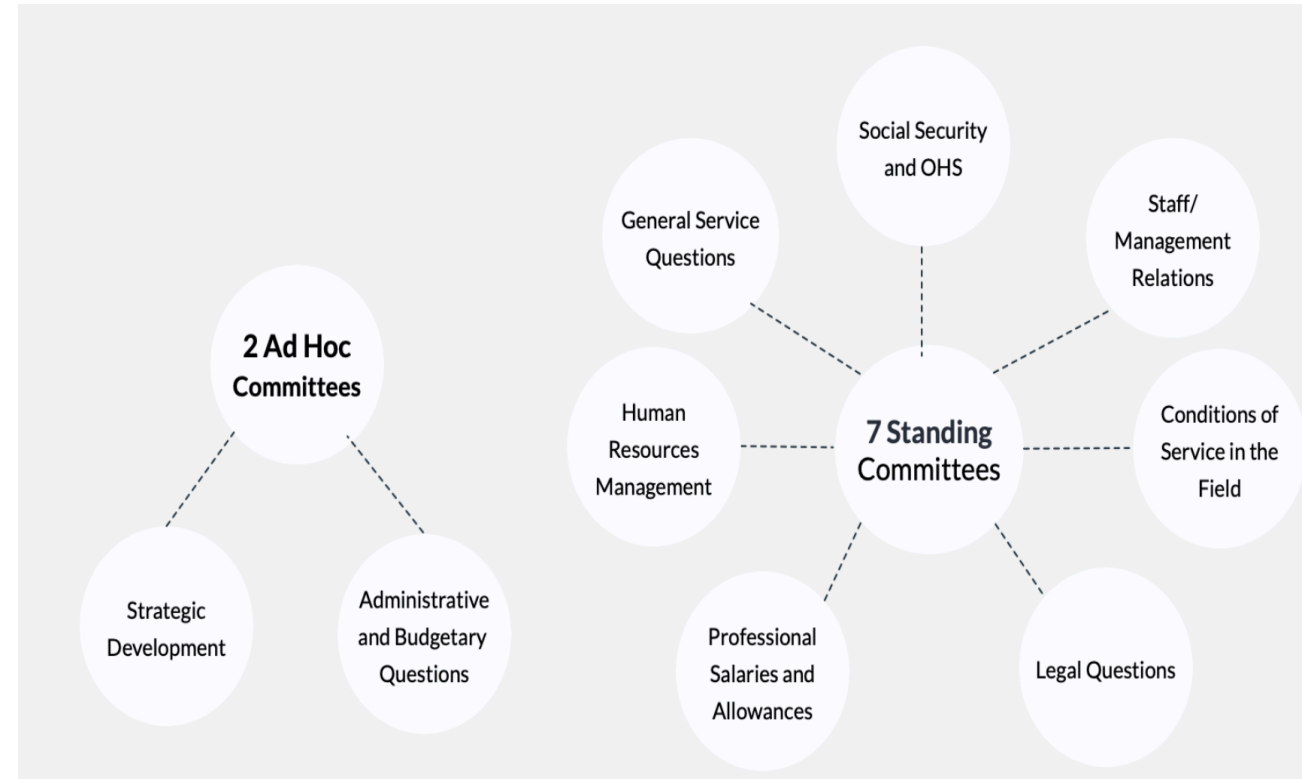 2 Ad Hoc
Committees
Strategic
Development
Administrative
and Budgetary
Questions
Social Security
and OHS
General Service
Questions
Staff/
Management
Relations
Human
Resources
Management
7 Standing
Committees
Conditions of
Service in the
Field
Professional
Salaries and
Allowances
Legal Questions